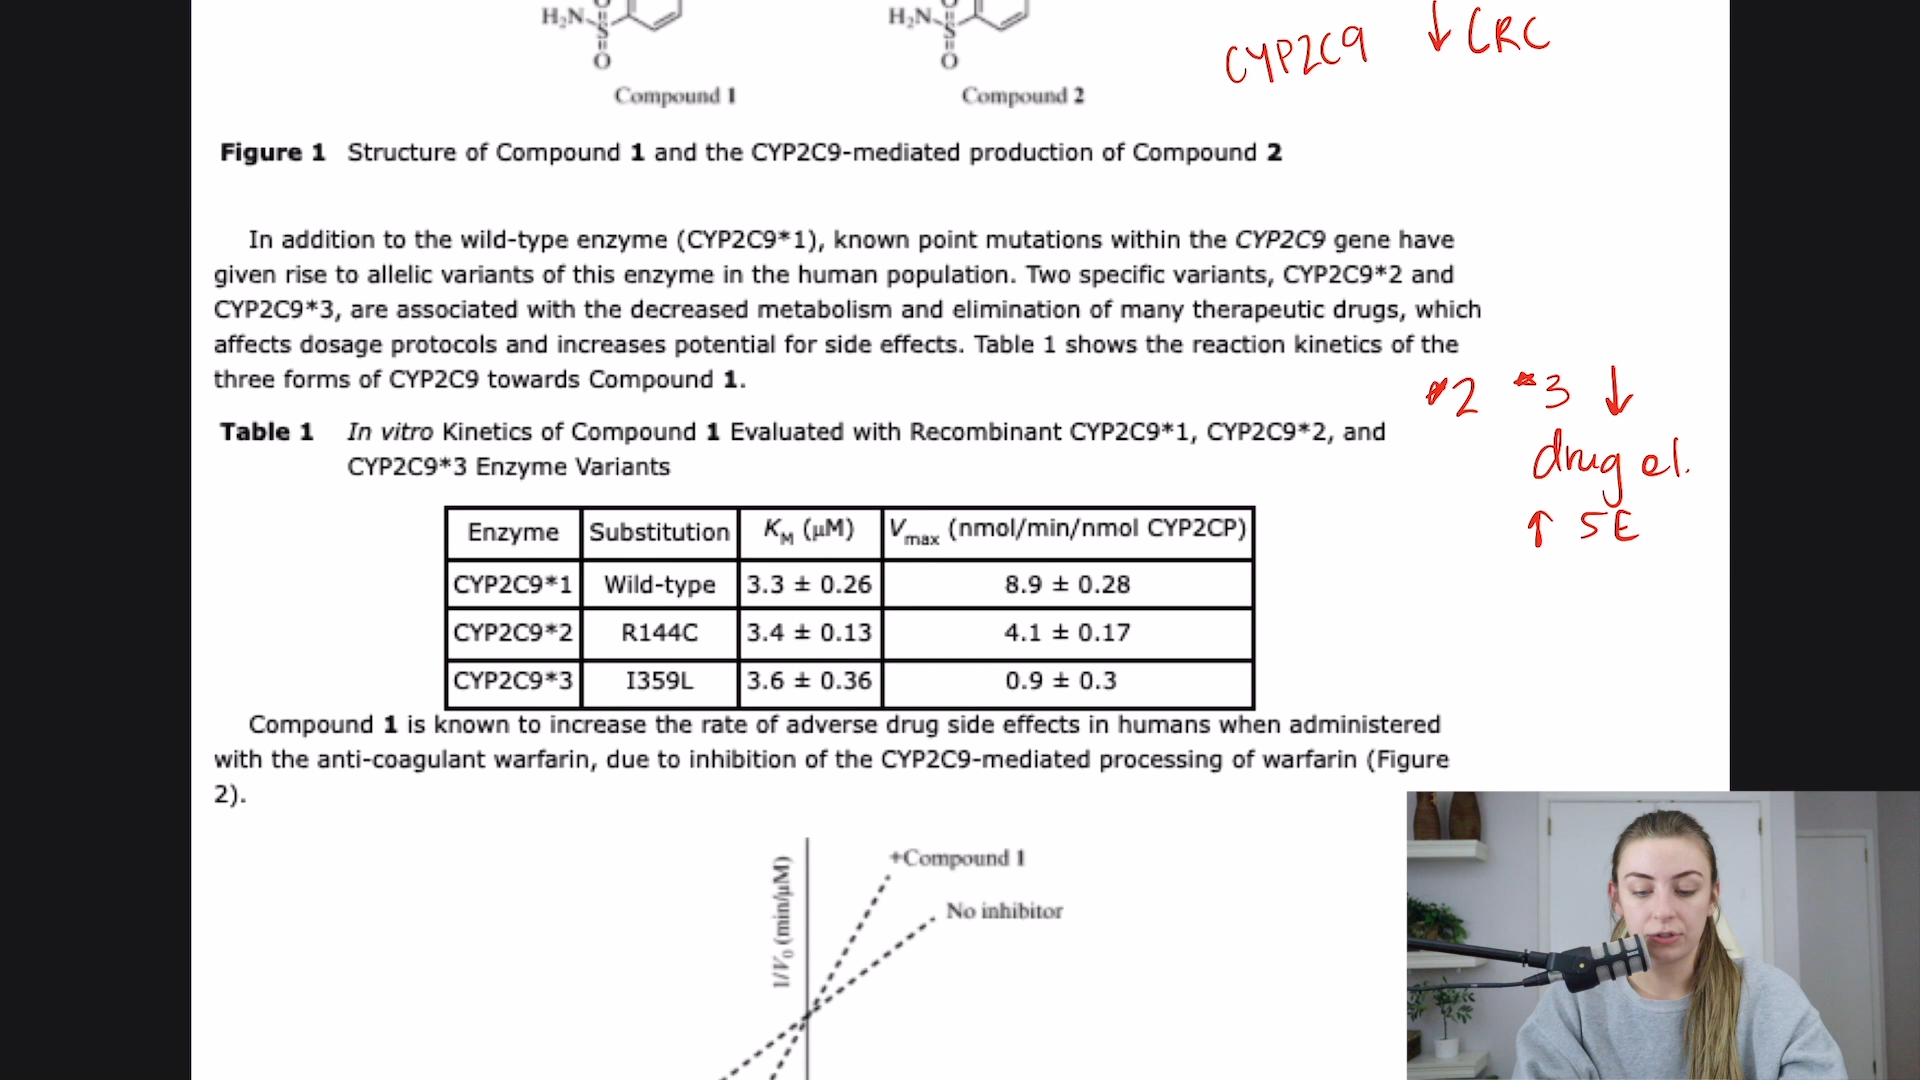 H₂N
S
O
H₂N
S
O
CYP2C9 ↓ CRC
Compound 1
Compound 2
Figure 1 Structure of Compound 1 and the CYP2C9-mediated production of Compound 2
In addition to the wild-type enzyme (CYP2C9*1), known point mutations within the CYP2C9 gene have
given rise to allelic variants of this enzyme in the human population. Two specific variants, CYP2C9*2 and
CYP2C9*3, are associated with the decreased metabolism and elimination of many therapeutic drugs, which
affects dosage protocols and increases potential for side effects. Table 1 shows the reaction kinetics of the
three forms of CYP2C9 towards Compound 1.
*2 *3 ↓
drug el.
↑ SE
Table 1 In vitro Kinetics of Compound 1 Evaluated with Recombinant CYP2C9*1, CYP2C9*2, and
CYP2C9*3 Enzyme Variants
Enzyme Substitution KM (µM) Vmax (nmol/min/nmol CYP2CP)
CYP2C9*1 Wild-type 3.3 ± 0.26 8.9 ± 0.28
CYP2C9*2 R144C 3.4 ± 0.13 4.1 ± 0.17
CYP2C9*3 I359L 3.6 ± 0.36 0.9 ± 0.3
Compound 1 is known to increase the rate of adverse drug side effects in humans when administered
with the anti-coagulant warfarin, due to inhibition of the CYP2C9-mediated processing of warfarin (Figure
2).
1/V₀ (min/µM)
+Compound 1
No inhibitor